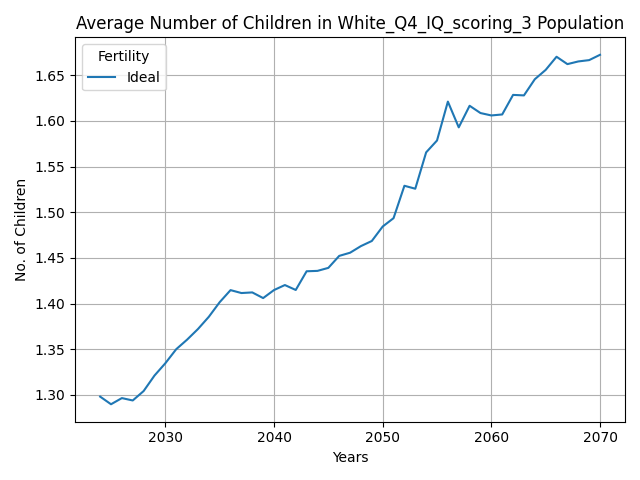 Average Number of Children in White_Q4_IQ_scoring_3 Population
Fertility
Ideal
No. of Children
1.65
1.60
1.55
1.50
1.45
1.40
1.35
1.30
2030 2040 2050 2060 2070
Years